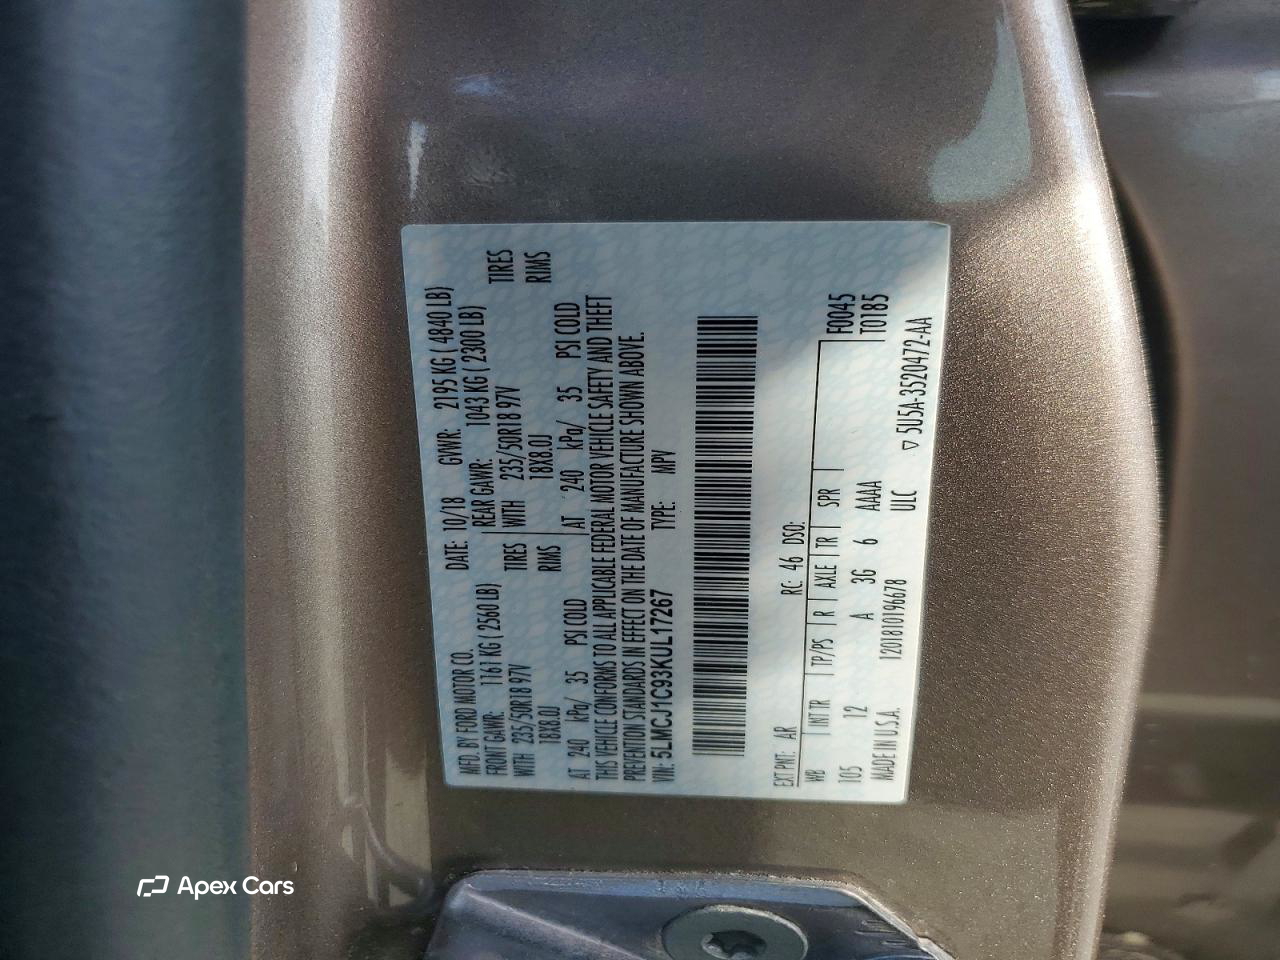 MFD. BY FORD MOTOR CO.
DATE: 10/18 GVWR: 2195 KG ( 4840 LB)
FRONT GAWR: 1161 KG ( 2560 LB)
REAR GAWR: 1043 KG ( 2300 LB)
WITH 235/50R18 97V TIRES
WITH 235/50R18 97V TIRES
18X8.0J RIMS
18X8.0J RIMS
AT 240 kPa/ 35 PSI COLD
AT 240 kPa/ 35 PSI COLD
THIS VEHICLE CONFORMS TO ALL APPLICABLE FEDERAL MOTOR VEHICLE SAFETY AND THEFT
PREVENTION STANDARDS IN EFFECT ON THE DATE OF MANUFACTURE SHOWN ABOVE.
VIN: 5LMCJ1C93KUL17267 TYPE: MPV
EXT PNT: AR RC: 46 DSO:
WB INT TR TP/PS R AXLE TR SPR F0045
105 12 A 3G 6 AAAA T0185
MADE IN U.S.A. 120181019667B ULC ▽ 5U5A-3520472-AA
Apex Cars